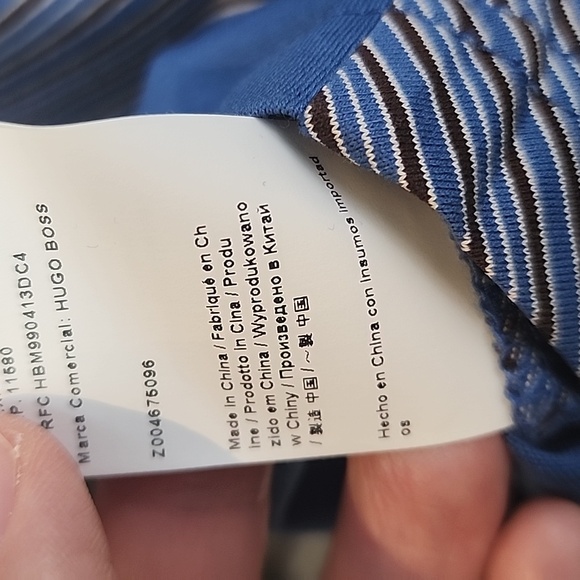 P. 11580
RFC HBM990413DC4
Marca Comercial: HUGO BOSS
Z004675096
Made in China / Fabriqué en Ch
ine / Prodotto in Cina / Produ
zido em China / Wyprodukowano
w Chiny / Произведено в Китай
/ 製造 中国 / ～製 中国
Hecho en China con Insumos Imported
os